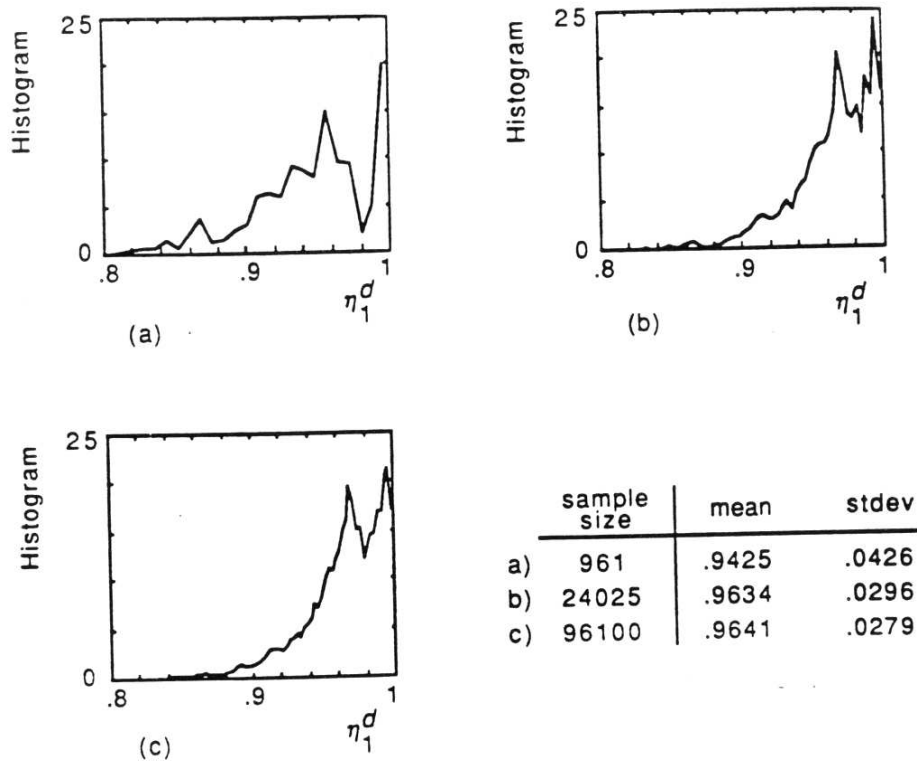 25
Histogram
0
.8 .9 1
η₁ᵈ
(a)
25
Histogram
0
.8 .9 1
η₁ᵈ
(b)
25
Histogram
0
.8 .9 1
η₁ᵈ
(c)
sample size mean stdev
a) 961 .9425 .0426
b) 24025 .9634 .0296
c) 96100 .9641 .0279